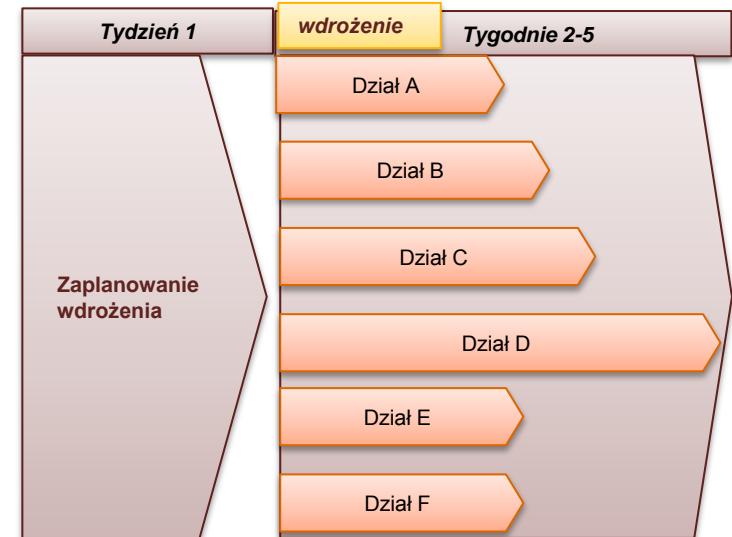 Tydzień 1
wdrożenie
Tygodnie 2-5
Dział A
Dział B
Dział C
Zaplanowanie
wdrożenia
Dział D
Dział E
Dział F